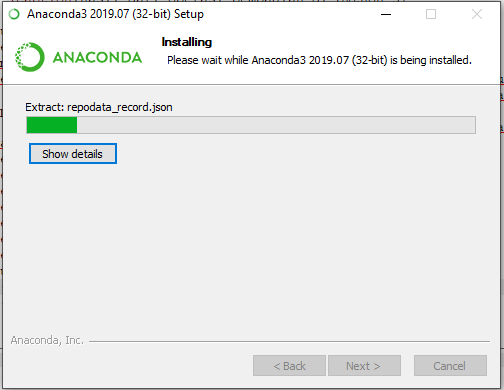 Anaconda3 2019.07 (32-bit) Setup
ANACONDA
Installing
Please wait while Anaconda3 2019.07 (32-bit) is being installed.
Extract: repodata_record.json
Show details
Anaconda, Inc.
< Back
Next >
Cancel